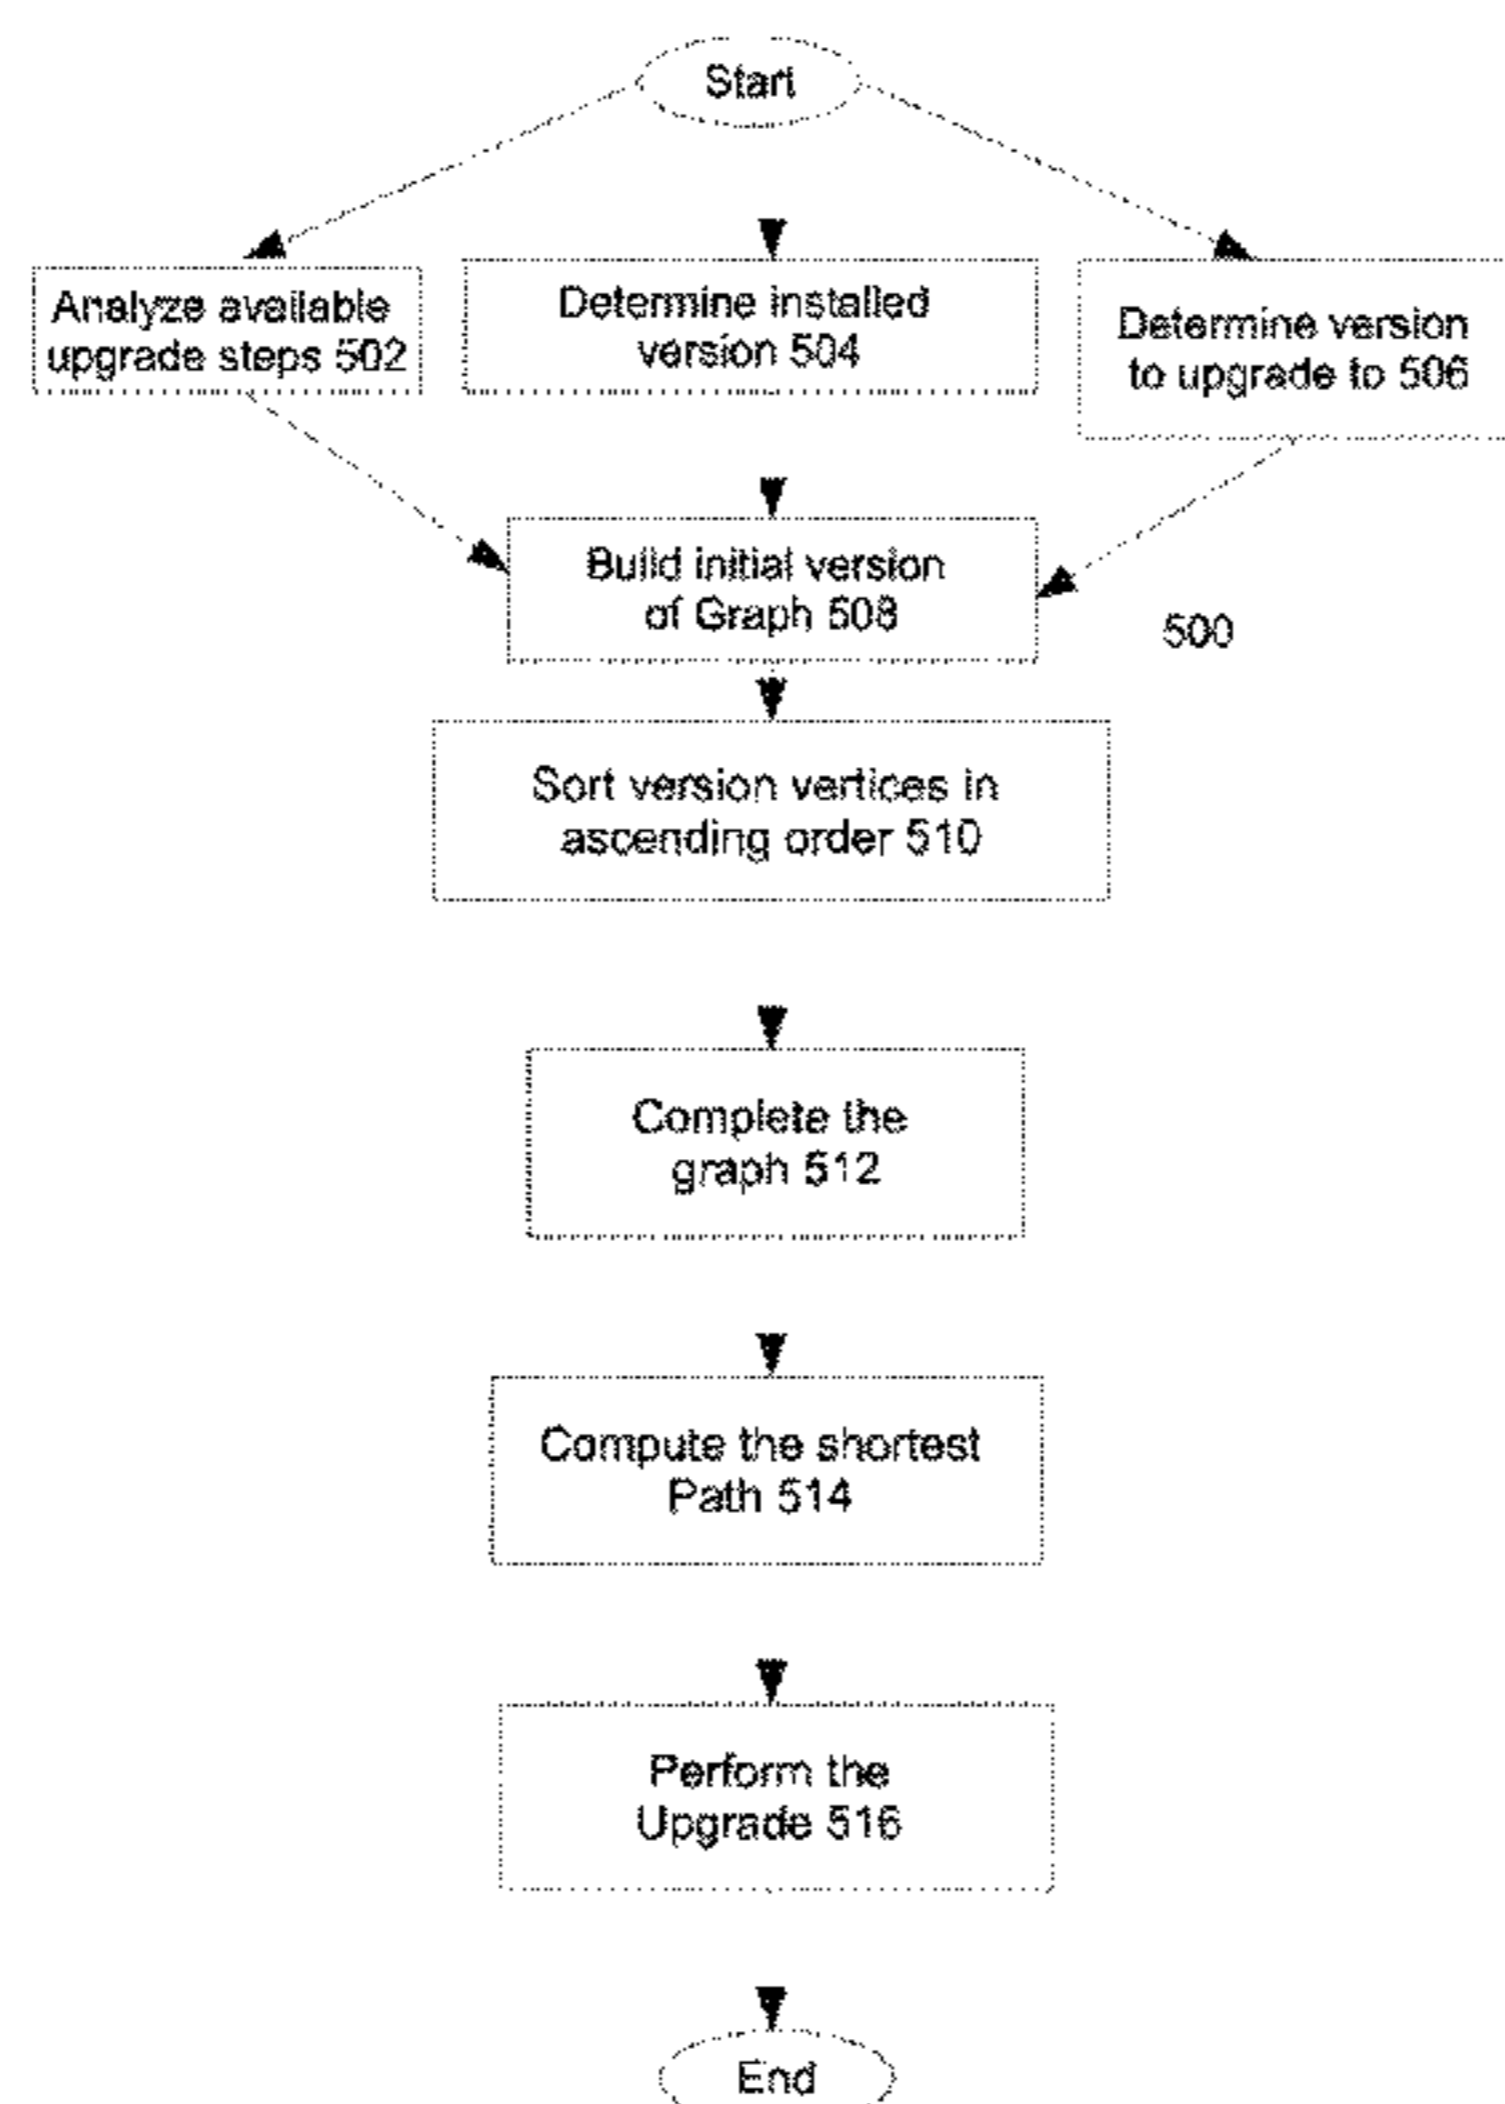 Start
Analyze available
upgrade steps 502
Determine installed
version 504
Determine version
to upgrade to 506
Build initial version
of Graph 508
500
Sort version vertices in
ascending order 510
Complete the
graph 512
Compute the shortest
Path 514
Perform the
Upgrade 516
End